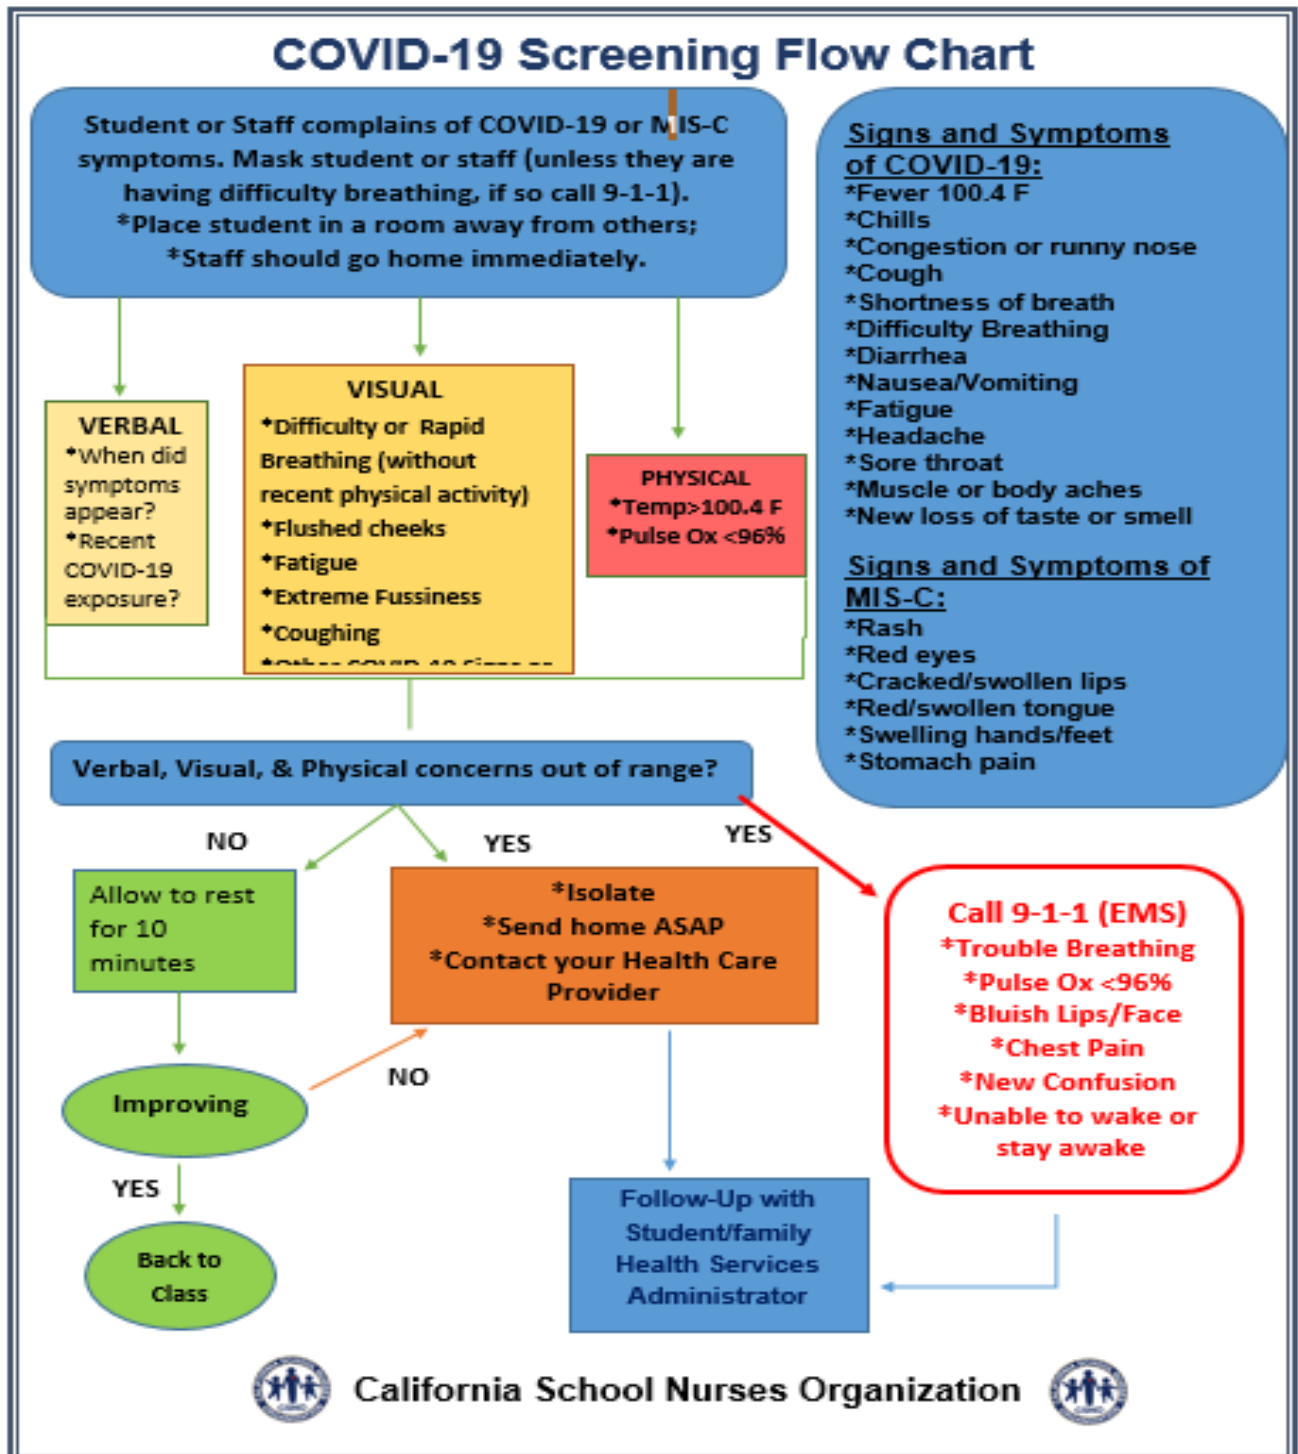 COVID-19 Screening Flow Chart
Student or Staff complains of COVID-19 or MIS-C
symptoms. Mask student or staff (unless they are
having difficulty breathing, if so call 9-1-1).
*Place student in a room away from others;
*Staff should go home immediately.
VERBAL
*When did
symptoms
appear?
*Recent
COVID-19
exposure?
VISUAL
*Difficulty or Rapid
Breathing (without
recent physical activity)
*Flushed cheeks
*Fatigue
*Extreme Fussiness
*Coughing
*Other COVID-19 Signs or
PHYSICAL
*Temp>100.4 F
*Pulse Ox <96%
Signs and Symptoms
of COVID-19:
*Fever 100.4 F
*Chills
*Congestion or runny nose
*Cough
*Shortness of breath
*Difficulty Breathing
*Diarrhea
*Nausea/Vomiting
*Fatigue
*Headache
*Sore throat
*Muscle or body aches
*New loss of taste or smell
Signs and Symptoms of
MIS-C:
*Rash
*Red eyes
*Cracked/swollen lips
*Red/swollen tongue
*Swelling hands/feet
*Stomach pain
Verbal, Visual, & Physical concerns out of range?
NO
YES
YES
Allow to rest
for 10
minutes
*Isolate
*Send home ASAP
*Contact your Health Care
Provider
Call 9-1-1 (EMS)
*Trouble Breathing
*Pulse Ox <96%
*Bluish Lips/Face
*Chest Pain
*New Confusion
*Unable to wake or
stay awake
Improving
NO
YES
Back to
Class
Follow-Up with
Student/family
Health Services
Administrator
California School Nurses Organization